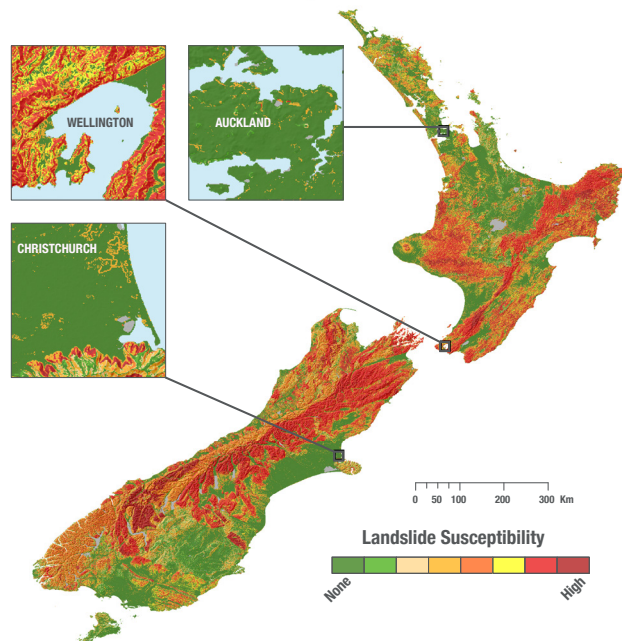 WELLINGTON
AUCKLAND
CHRISTCHURCH
0 50 100 200 300 Km
Landslide Susceptibility
None
High